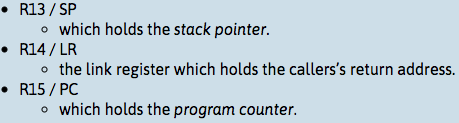 • R13 / SP
◦ which holds the stack pointer.
• R14 / LR
◦ the link register which holds the callers’s return address.
• R15 / PC
◦ which holds the program counter.